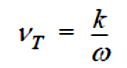 ν_T = k/ω